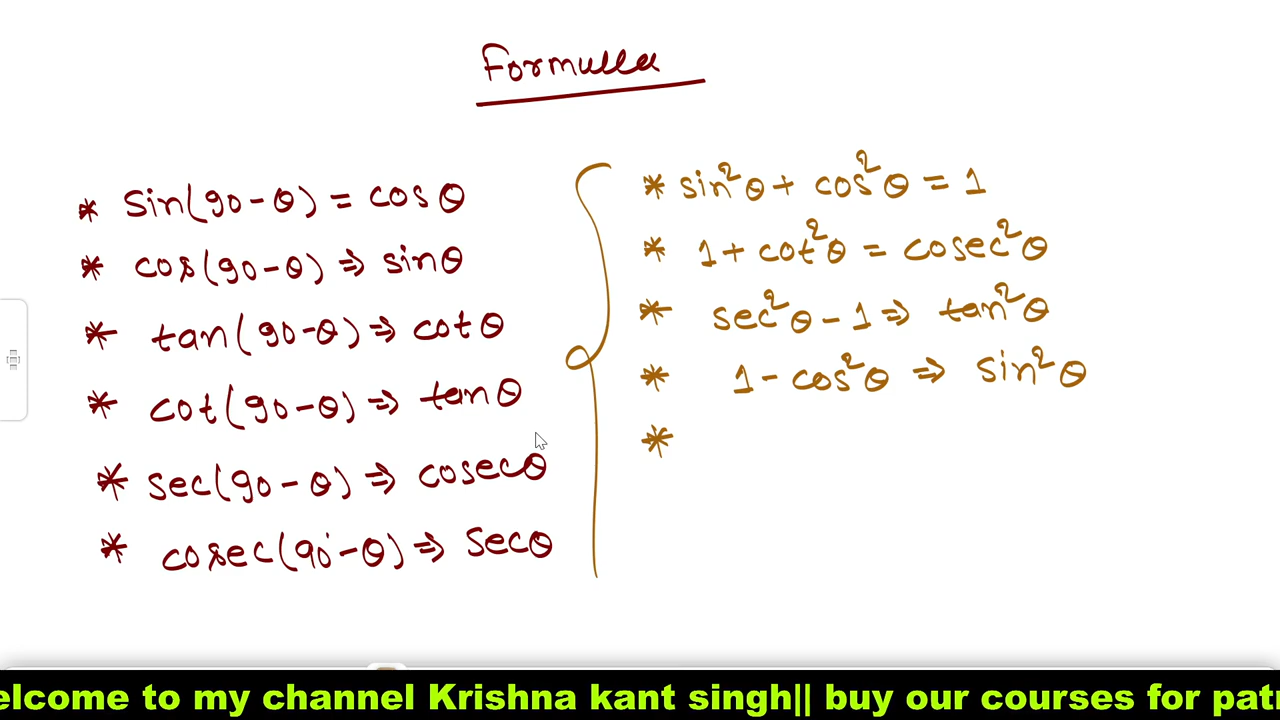 Formulla
* sin(90-θ) = cosθ
* cos(90-θ) ⇒ sinθ
* tan(90-θ) ⇒ cotθ
* cot(90-θ) ⇒ tanθ
* sec(90-θ) ⇒ cosecθ
* cosec(90-θ) ⇒ secθ
* sin²θ + cos²θ = 1
* 1 + cot²θ = cosec²θ
* sec²θ - 1 ⇒ tan²θ
* 1 - cos²θ ⇒ sin²θ
*
elcome to my channel Krishna kant singh|| buy our courses for pat